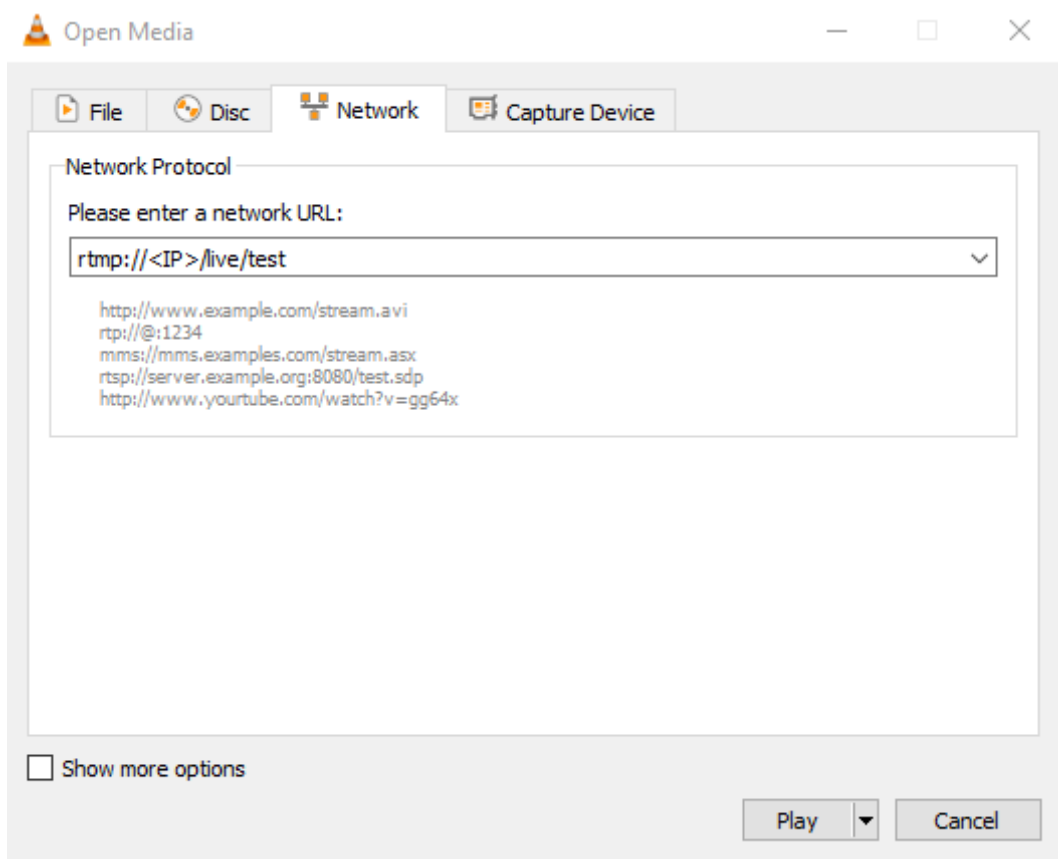 Open Media
File Disc Network Capture Device
Network Protocol
Please enter a network URL:
rtmp://<IP>/live/test
http://www.example.com/stream.avi
rtp://@:1234
mms://mms.examples.com/stream.asx
rtsp://server.example.org:8080/test.sdp
http://www.yourtube.com/watch?v=gg64x
Show more options
Play Cancel